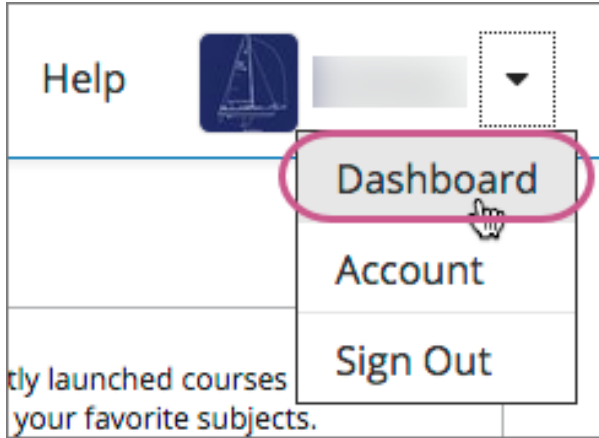 Help
Dashboard
Account
Sign Out
tly launched courses
your favorite subjects.